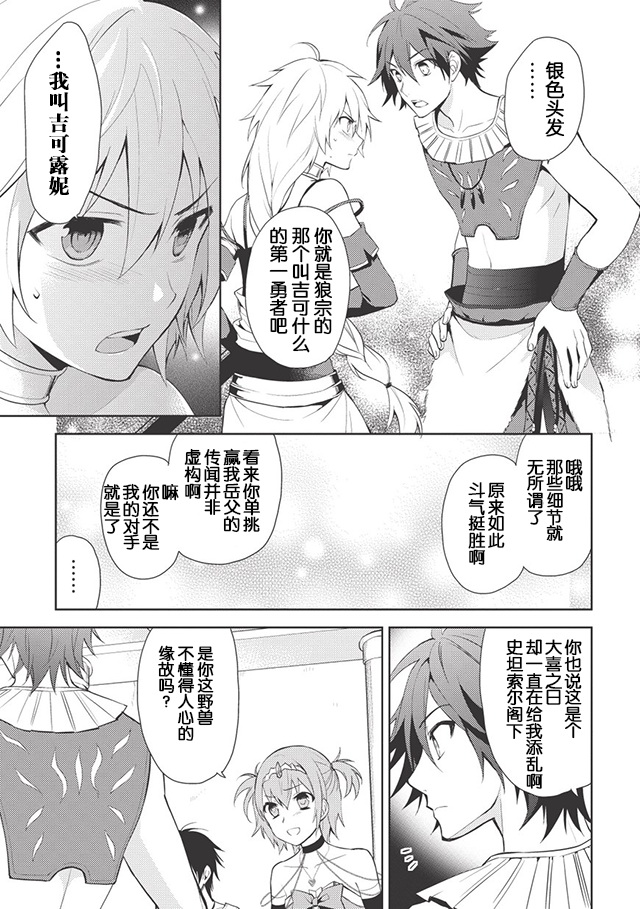 银色头发
……
你就是狼宗的
那个叫吉可什么
的第一勇者吧
…我叫吉可露妮
哦哦
那些细节就
无所谓了
原来如此
斗气挺胜啊
看来你单挑
赢我岳父的
传闻并非
虚构啊
嘛
你还不是
我的对手
就是了
……
你也说这是个
大喜之日
却一直在给我添乱啊
史坦索尔阁下
是你这野兽
不懂得人心的
缘故吗?